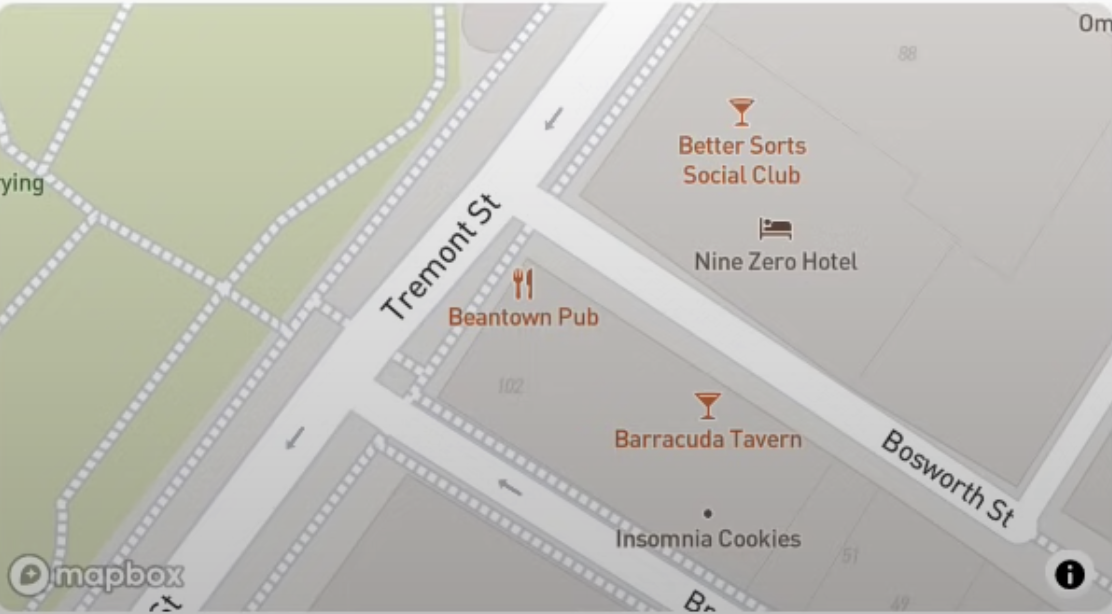 Om
88
Better Sorts
Social Club
rying
Tremont St
Nine Zero Hotel
Beantown Pub
102
Barracuda Tavern
Bosworth St
Insomnia Cookies
51
mapbox
i
St
Br
49